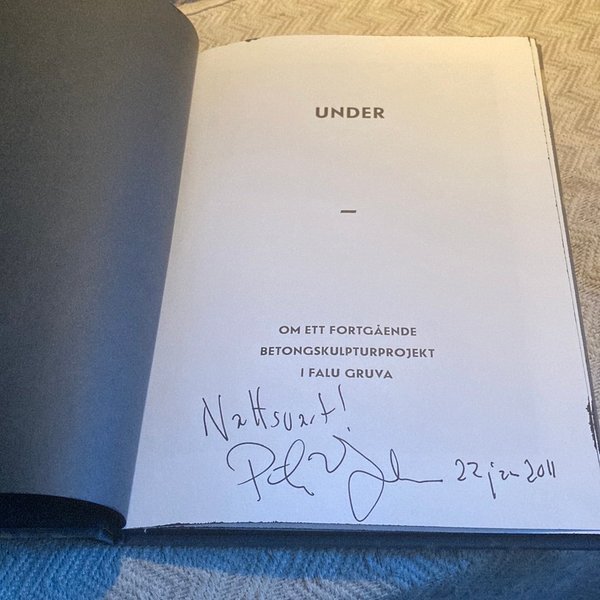 UNDER
–
OM ETT FORTGÅENDE
BETONGSKULPTURPROJEKT
I FALU GRUVA
Nattsvart!
22 jan 2011